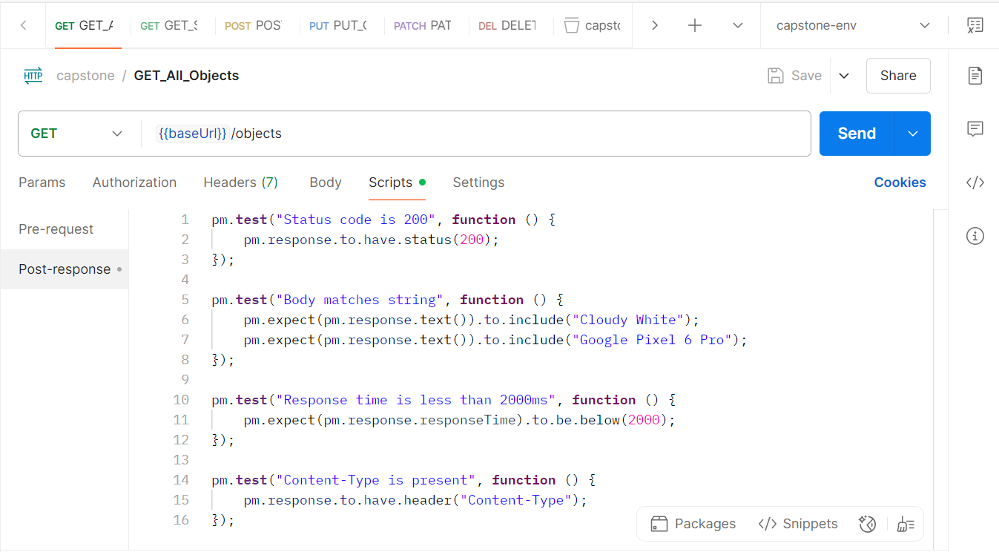 GET GET_A GET GET_S POST POS PUT PUT_ PATCH PAT DEL DELET capsto capstone-env
HTTP capstone / GET_All_Objects Save Share
GET {{baseUrl}} /objects Send
Params Authorization Headers (7) Body Scripts Settings Cookies
Pre-request
Post-response
1 pm.test("Status code is 200", function () {
2 pm.response.to.have.status(200);
3 });
4
5 pm.test("Body matches string", function () {
6 pm.expect(pm.response.text()).to.include("Cloudy White");
7 pm.expect(pm.response.text()).to.include("Google Pixel 6 Pro");
8 });
9
10 pm.test("Response time is less than 2000ms", function () {
11 pm.expect(pm.response.responseTime).to.be.below(2000);
12 });
13
14 pm.test("Content-Type is present", function () {
15 pm.response.to.have.header("Content-Type");
16 });
Packages </> Snippets